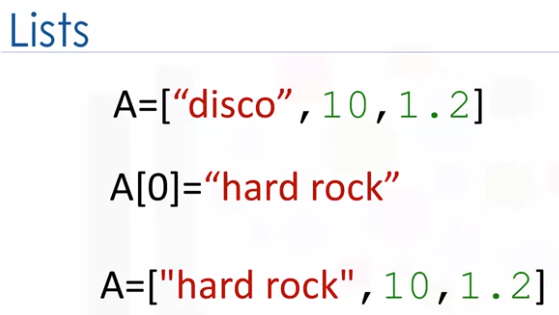 Lists
A=[“disco”,10,1.2]
A[0]=“hard rock”
A=["hard rock",10,1.2]